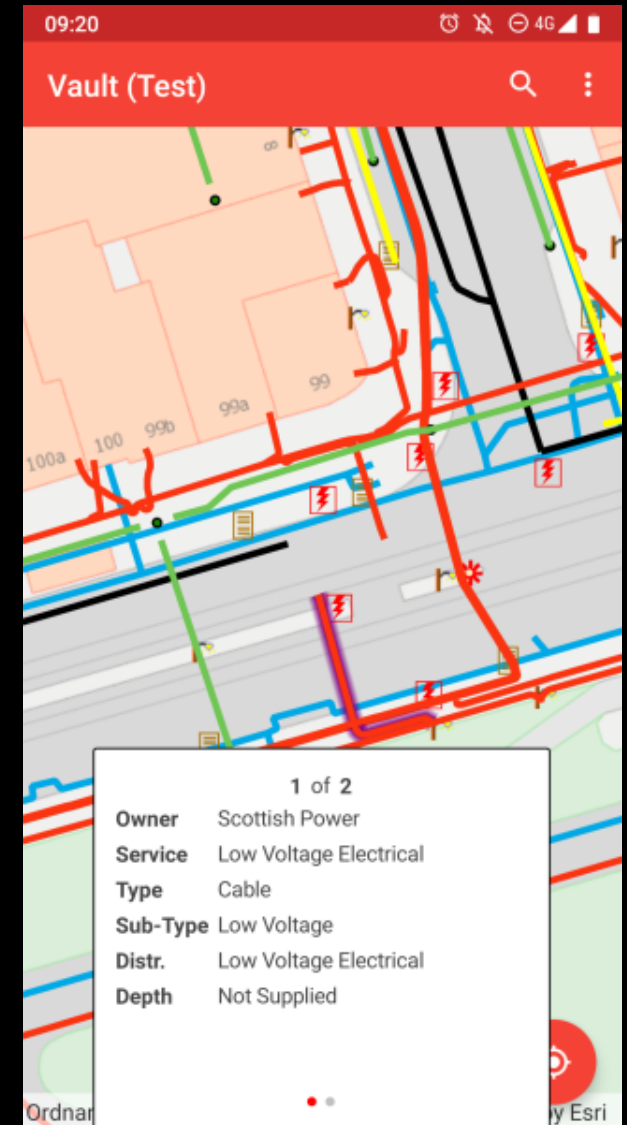 09:20
4G
Vault (Test)
8
99
99a
99b
100
100a
1 of 2
Owner Scottish Power
Service Low Voltage Electrical
Type Cable
Sub-Type Low Voltage
Distr. Low Voltage Electrical
Depth Not Supplied
by Esri